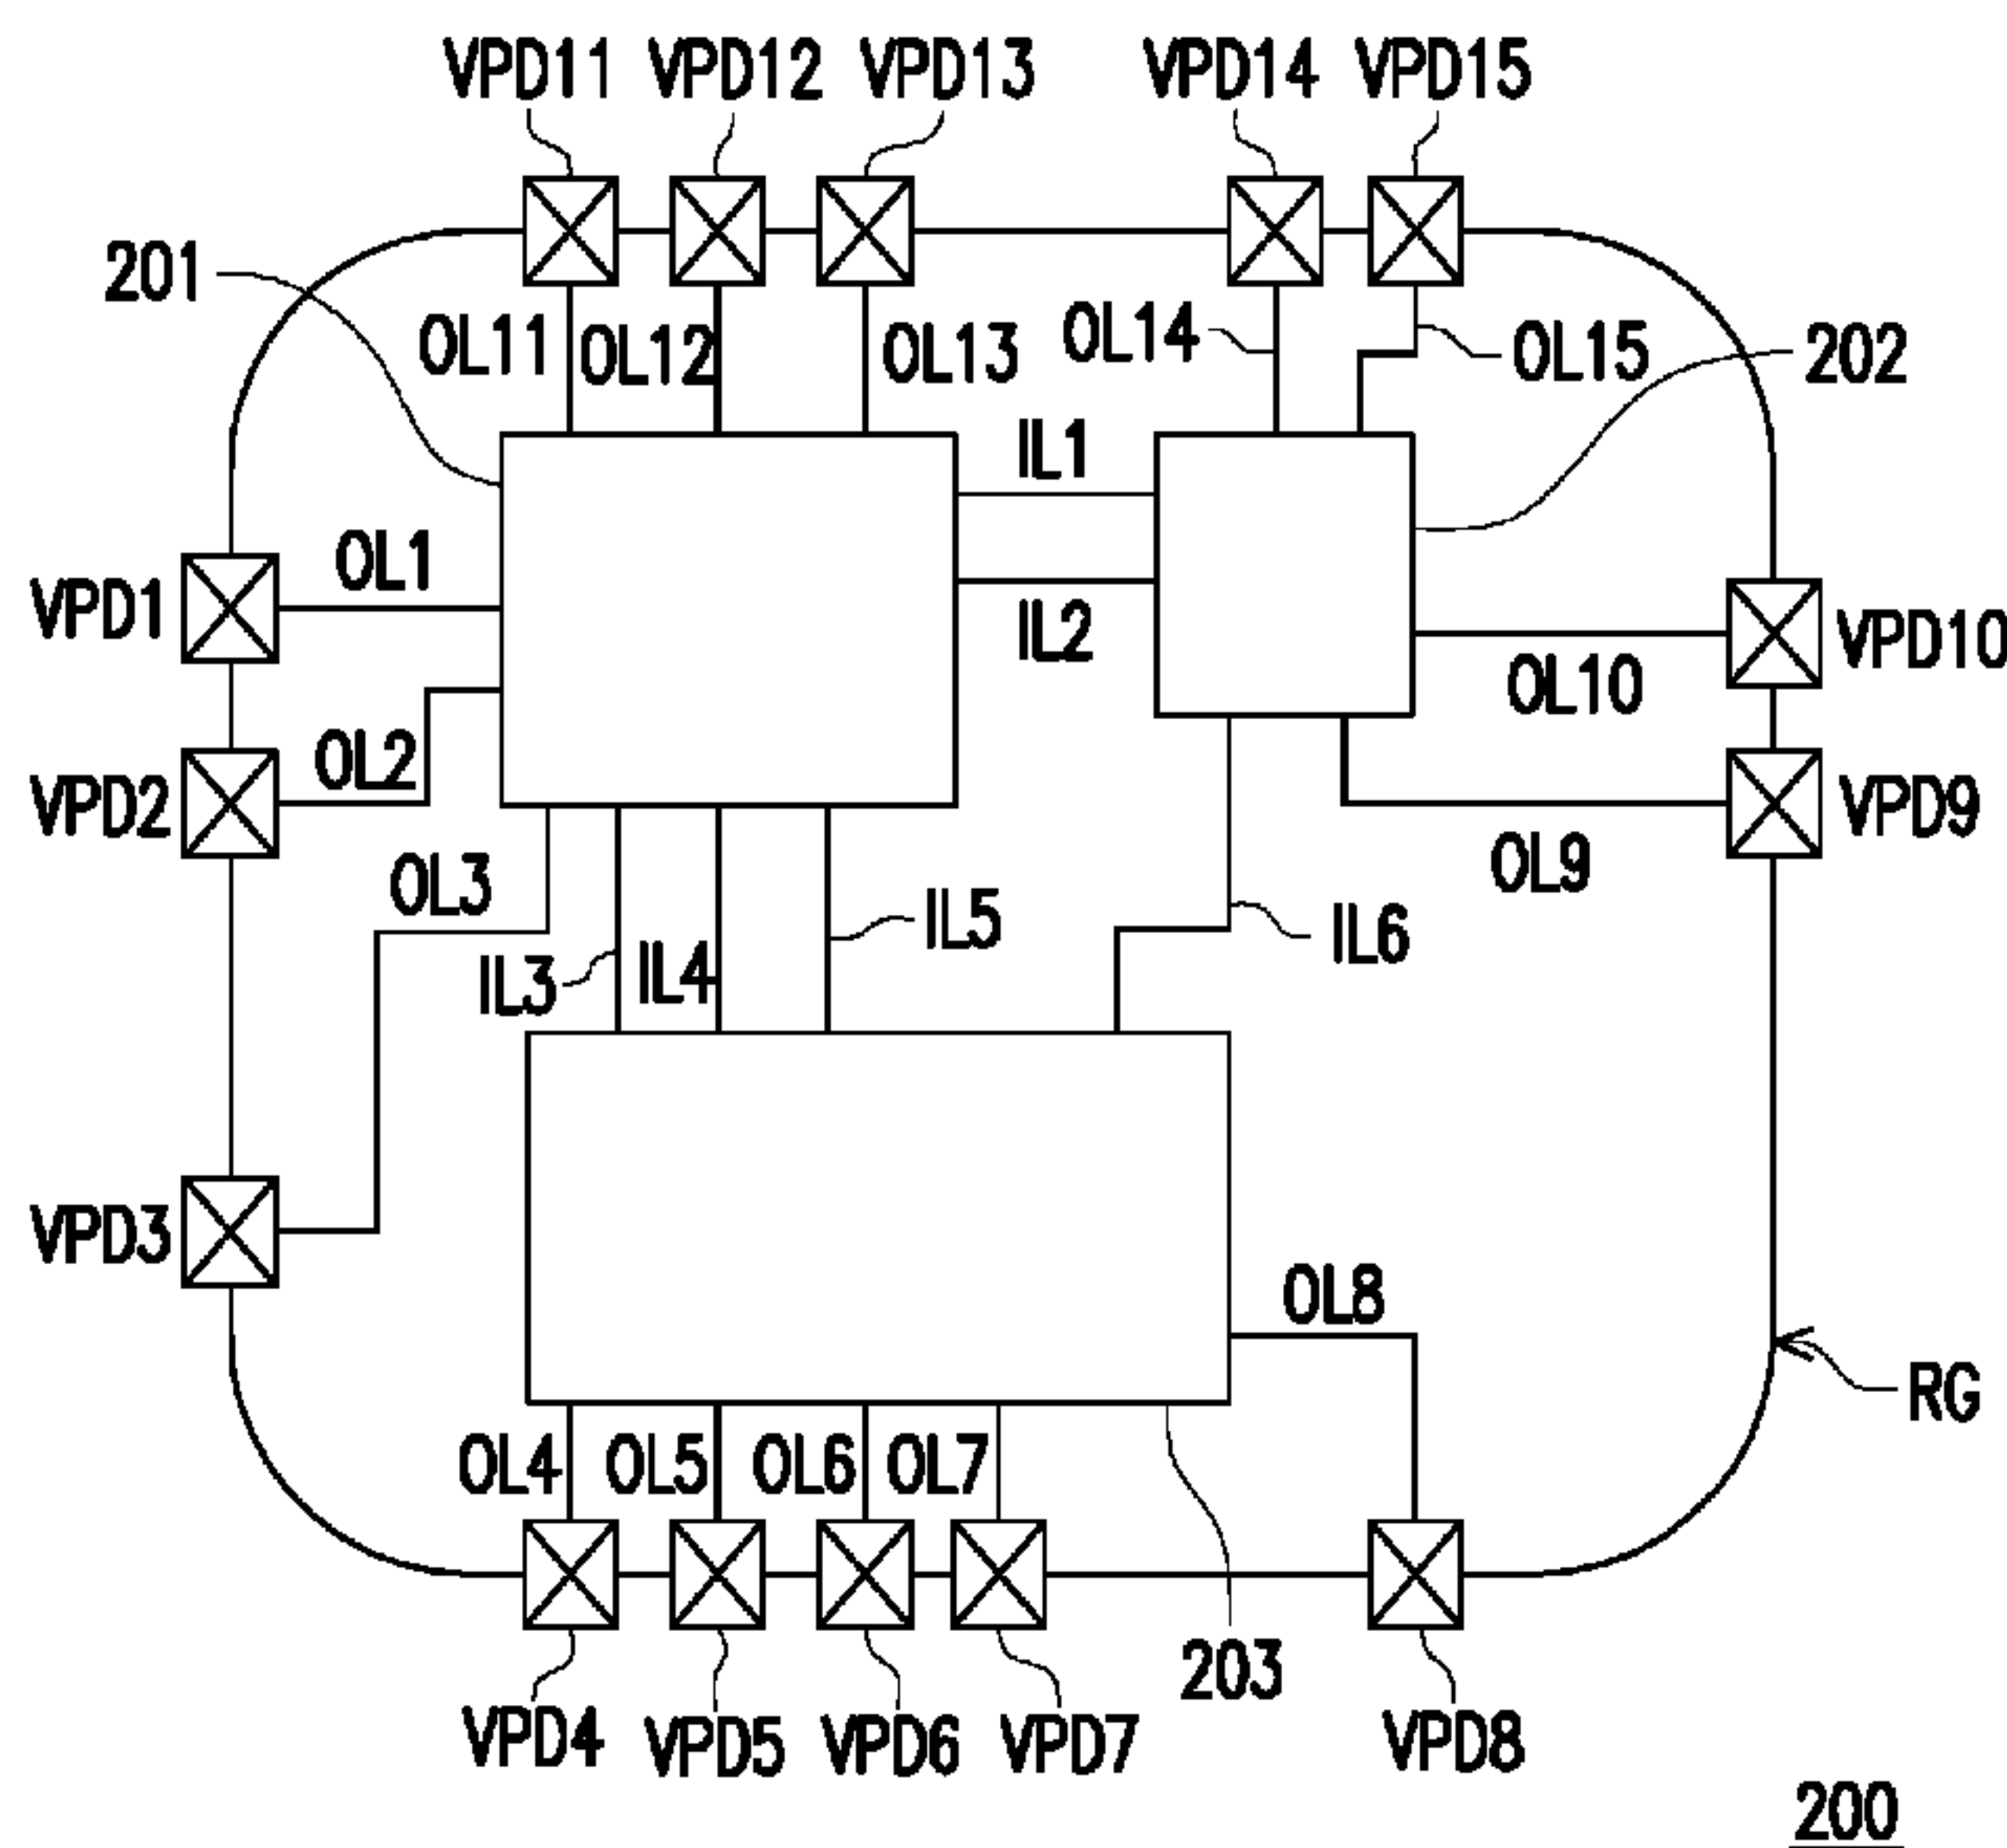 VPD11 VPD12 VPD13 VPD14 VPD15
201
OL11 OL12 OL13 OL14 OL15 202
IL1
OL1
VPD1 IL2 VPD10
OL10
OL2
VPD2 VPD9
OL3 OL9
IL5 IL6
IL3 IL4
VPD3
OL8
RG
OL4 OL5 OL6 OL7
203
VPD4 VPD5 VPD6 VPD7 VPD8
200